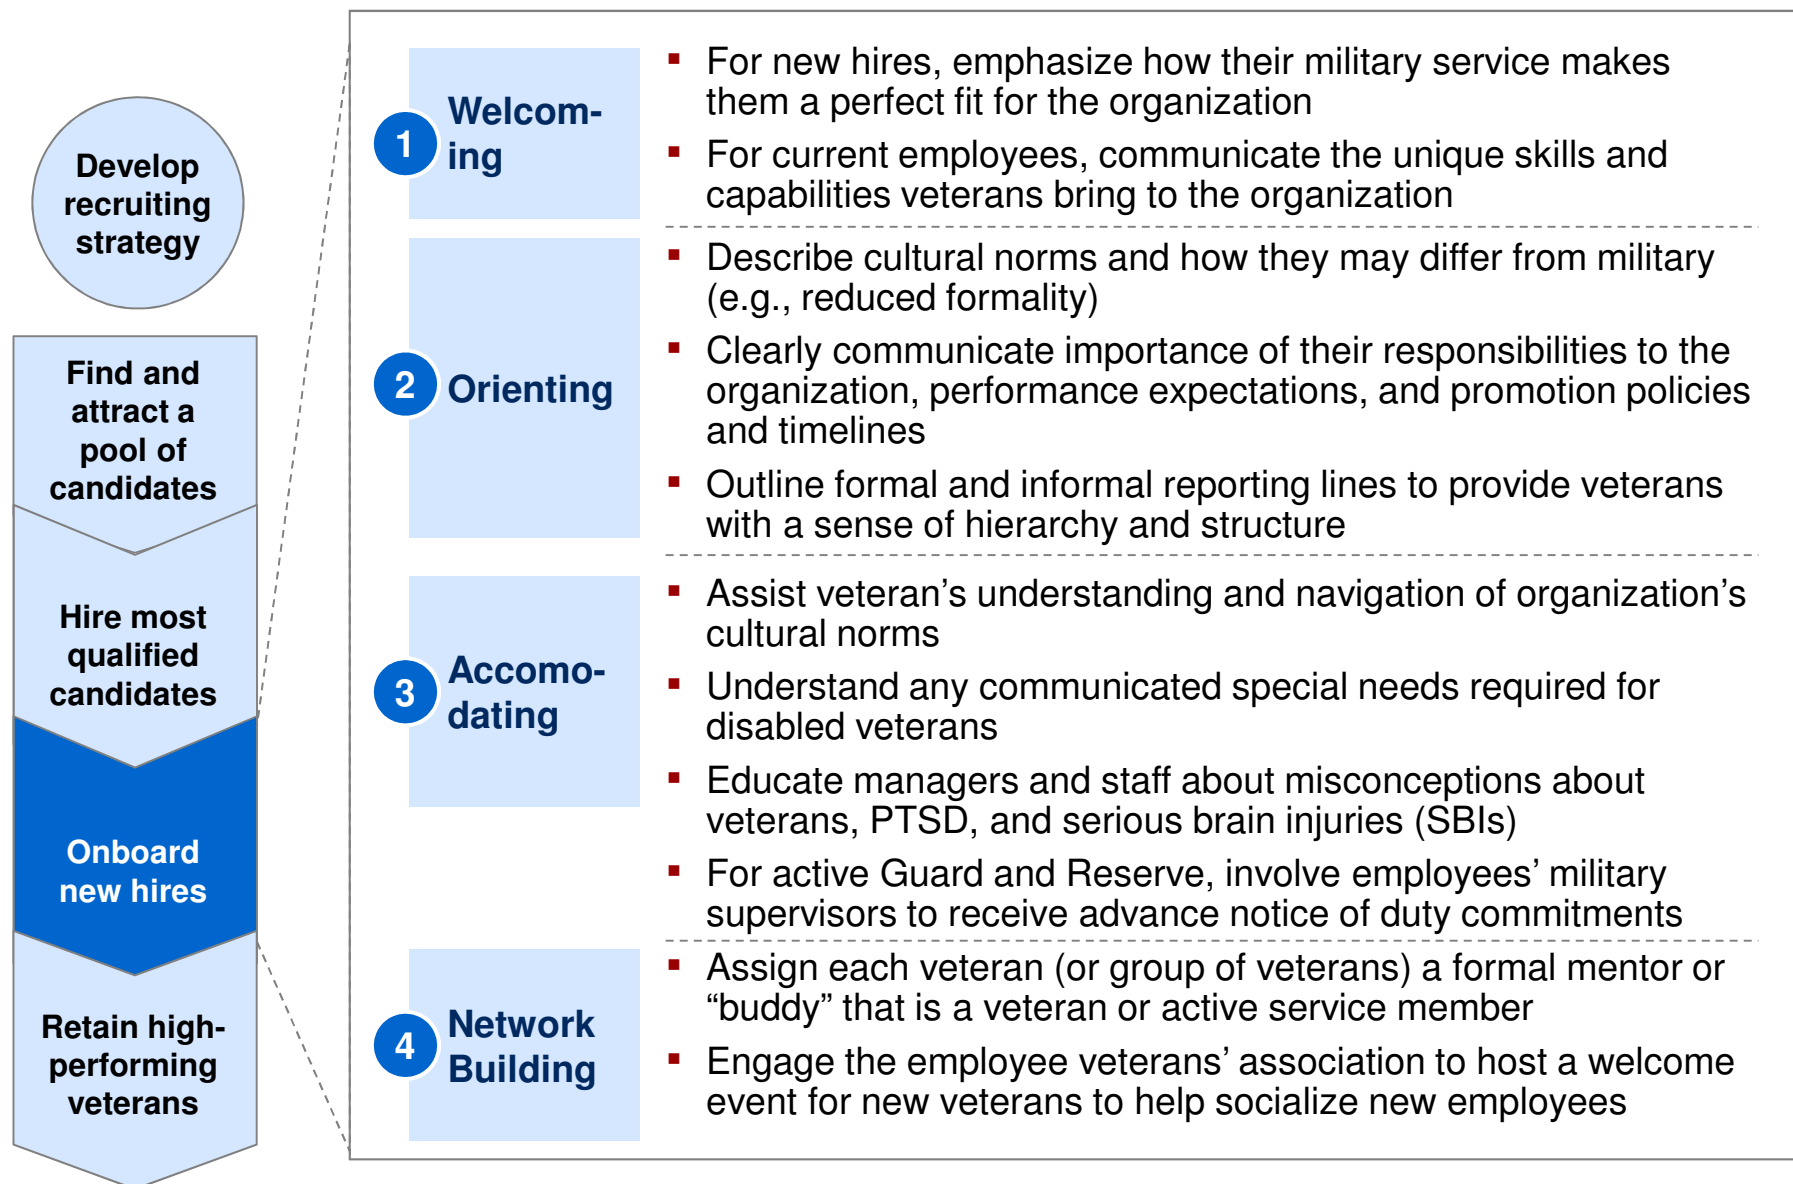 Develop
recruiting
strategy
Find and
attract a
pool of
candidates
Hire most
qualified
candidates
Onboard
new hires
Retain high-
performing
veterans
1
Welcom-
ing
▪ For new hires, emphasize how their military service makes
them a perfect fit for the organization
▪ For current employees, communicate the unique skills and
capabilities veterans bring to the organization
2
Orienting
▪ Describe cultural norms and how they may differ from military
(e.g., reduced formality)
▪ Clearly communicate importance of their responsibilities to the
organization, performance expectations, and promotion policies
and timelines
▪ Outline formal and informal reporting lines to provide veterans
with a sense of hierarchy and structure
3
Accomo-
dating
▪ Assist veteran’s understanding and navigation of organization’s
cultural norms
▪ Understand any communicated special needs required for
disabled veterans
▪ Educate managers and staff about misconceptions about
veterans, PTSD, and serious brain injuries (SBIs)
▪ For active Guard and Reserve, involve employees’ military
supervisors to receive advance notice of duty commitments
4
Network
Building
▪ Assign each veteran (or group of veterans) a formal mentor or
“buddy” that is a veteran or active service member
▪ Engage the employee veterans’ association to host a welcome
event for new veterans to help socialize new employees